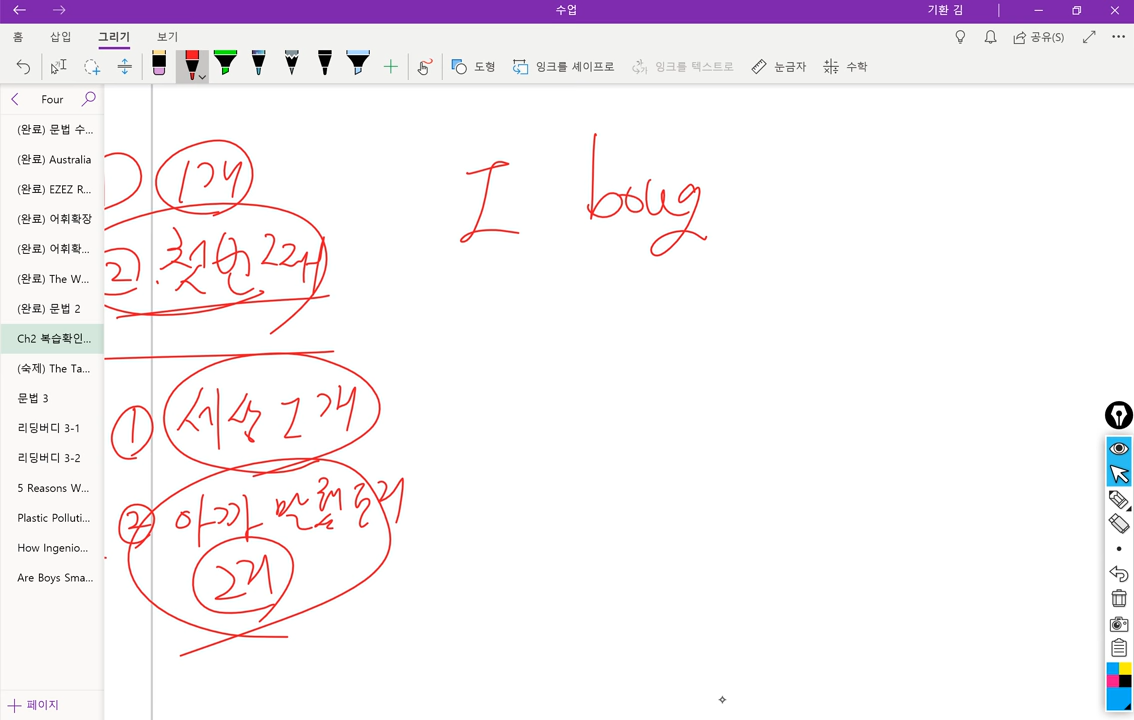 수업
기환 김
홈 삽입 그리기 보기
공유(S)
도형 잉크를 셰이프로 잉크를 텍스트로 눈금자 수학
Four
(완료) 문법 수...
(완료) Australia
(완료) EZEZ R...
(완료) 어휘확장
(완료) 어휘확...
(완료) The W...
(완료) 문법 2
Ch2 복습확인...
(숙제) The Ta...
문법 3
리딩버디 3-1
리딩버디 3-2
5 Reasons W...
Plastic Polluti...
How Ingenio...
Are Boys Sma...
페이지
1개
② 첫번 2개
① 세상 1개
② 아까 말했던거
2개
I boug